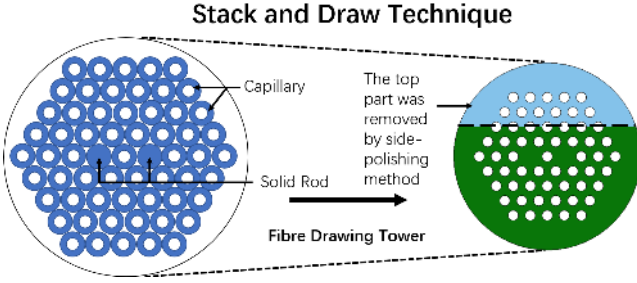 Stack and Draw Technique
Capillary
Solid Rod
The top
part was
removed
by side-
polishing
method
Fibre Drawing Tower